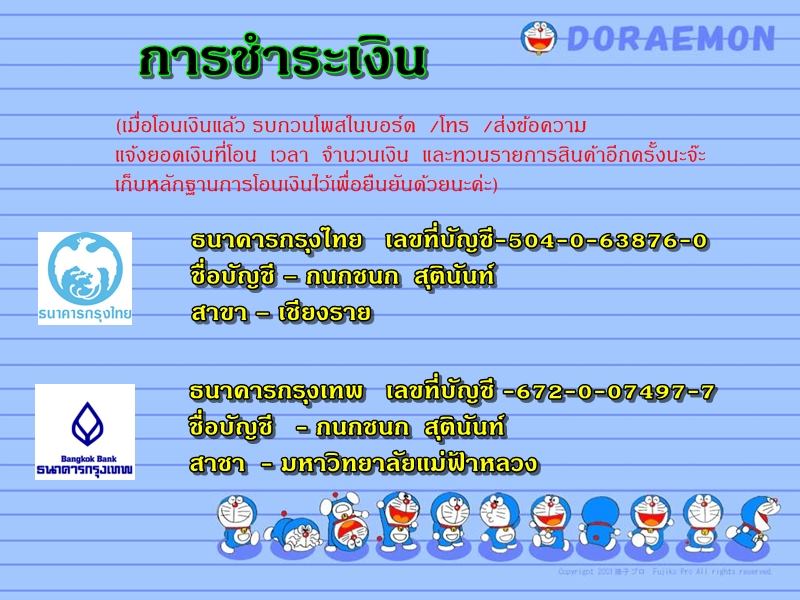 DORAEMON
การชำระเงิน
(เมื่อโอนเงินแล้ว รบกวนโพสในบอร์ด /โทร /ส่งข้อความ
แจ้งยอดเงินที่โอน เวลา จำนวนเงิน และทวนรายการสินค้าอีกครั้งนะจ๊ะ
เก็บหลักฐานการโอนเงินไว้เพื่อยืนยันด้วยนะค่ะ)
ธนาคารกรุงไทย เลขที่บัญชี-504-0-63876-0
ชื่อบัญชี – กนกชนก สุตินันท์
สาขา – เชียงราย
ธนาคารกรุงไทย
ธนาคารกรุงเทพ เลขที่บัญชี -672-0-07497-7
ชื่อบัญชี - กนกชนก สุตินันท์
สาขา - มหาวิทยาลัยแม่ฟ้าหลวง
Bangkok Bank
ธนาคารกรุงเทพ
Copyright 2003 Fujiko Pro All rights reserved.